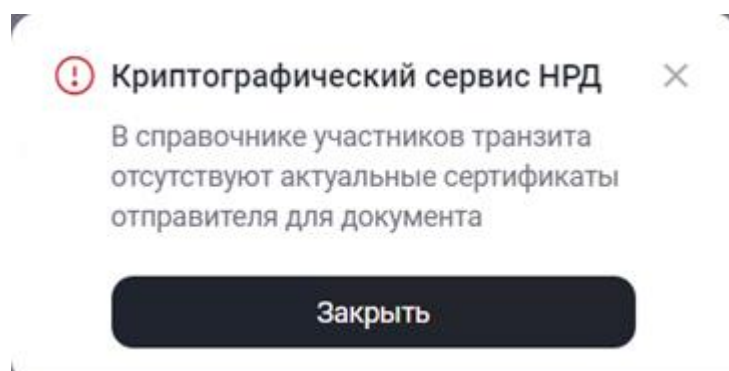 Криптографический сервис НРД
В справочнике участников транзита
отсутствуют актуальные сертификаты
отправителя для документа
Закрыть